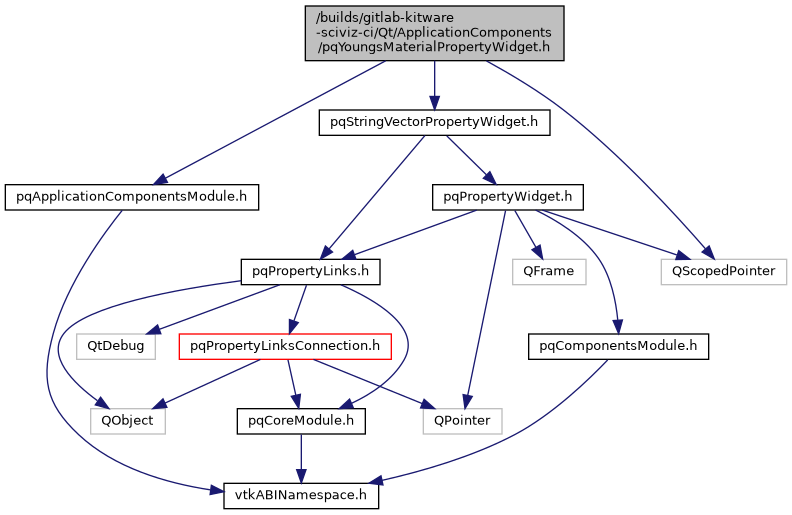 /builds/gitlab-kitware
-sciviz-ci/Qt/ApplicationComponents
/pqYoungsMaterialPropertyWidget.h
pqStringVectorPropertyWidget.h
pqApplicationComponentsModule.h
pqPropertyWidget.h
pqPropertyLinks.h
QFrame
QScopedPointer
QtDebug
pqPropertyLinksConnection.h
pqComponentsModule.h
QObject
pqCoreModule.h
QPointer
vtkABINamespace.h